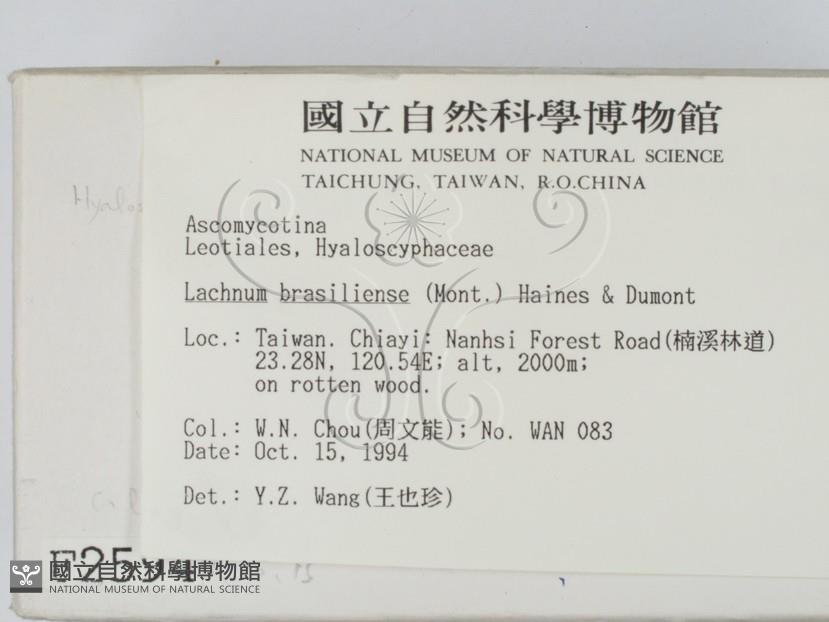 國立自然科學博物館
NATIONAL MUSEUM OF NATURAL SCIENCE
TAICHUNG, TAIWAN, R.O.CHINA
Ascomycotina
Leotiales, Hyaloscyphaceae
Lachnum brasiliense (Mont.) Haines & Dumont
Loc.: Taiwan. Chiayi: Nanhsi Forest Road(楠溪林道)
23.28N, 120.54E; alt, 2000m;
on rotten wood.
Col.: W.N. Chou(周文能); No. WAN 083
Date: Oct. 15, 1994
Det.: Y.Z. Wang(王也珍)
國立自然科學博物館
NATIONAL MUSEUM OF NATURAL SCIENCE